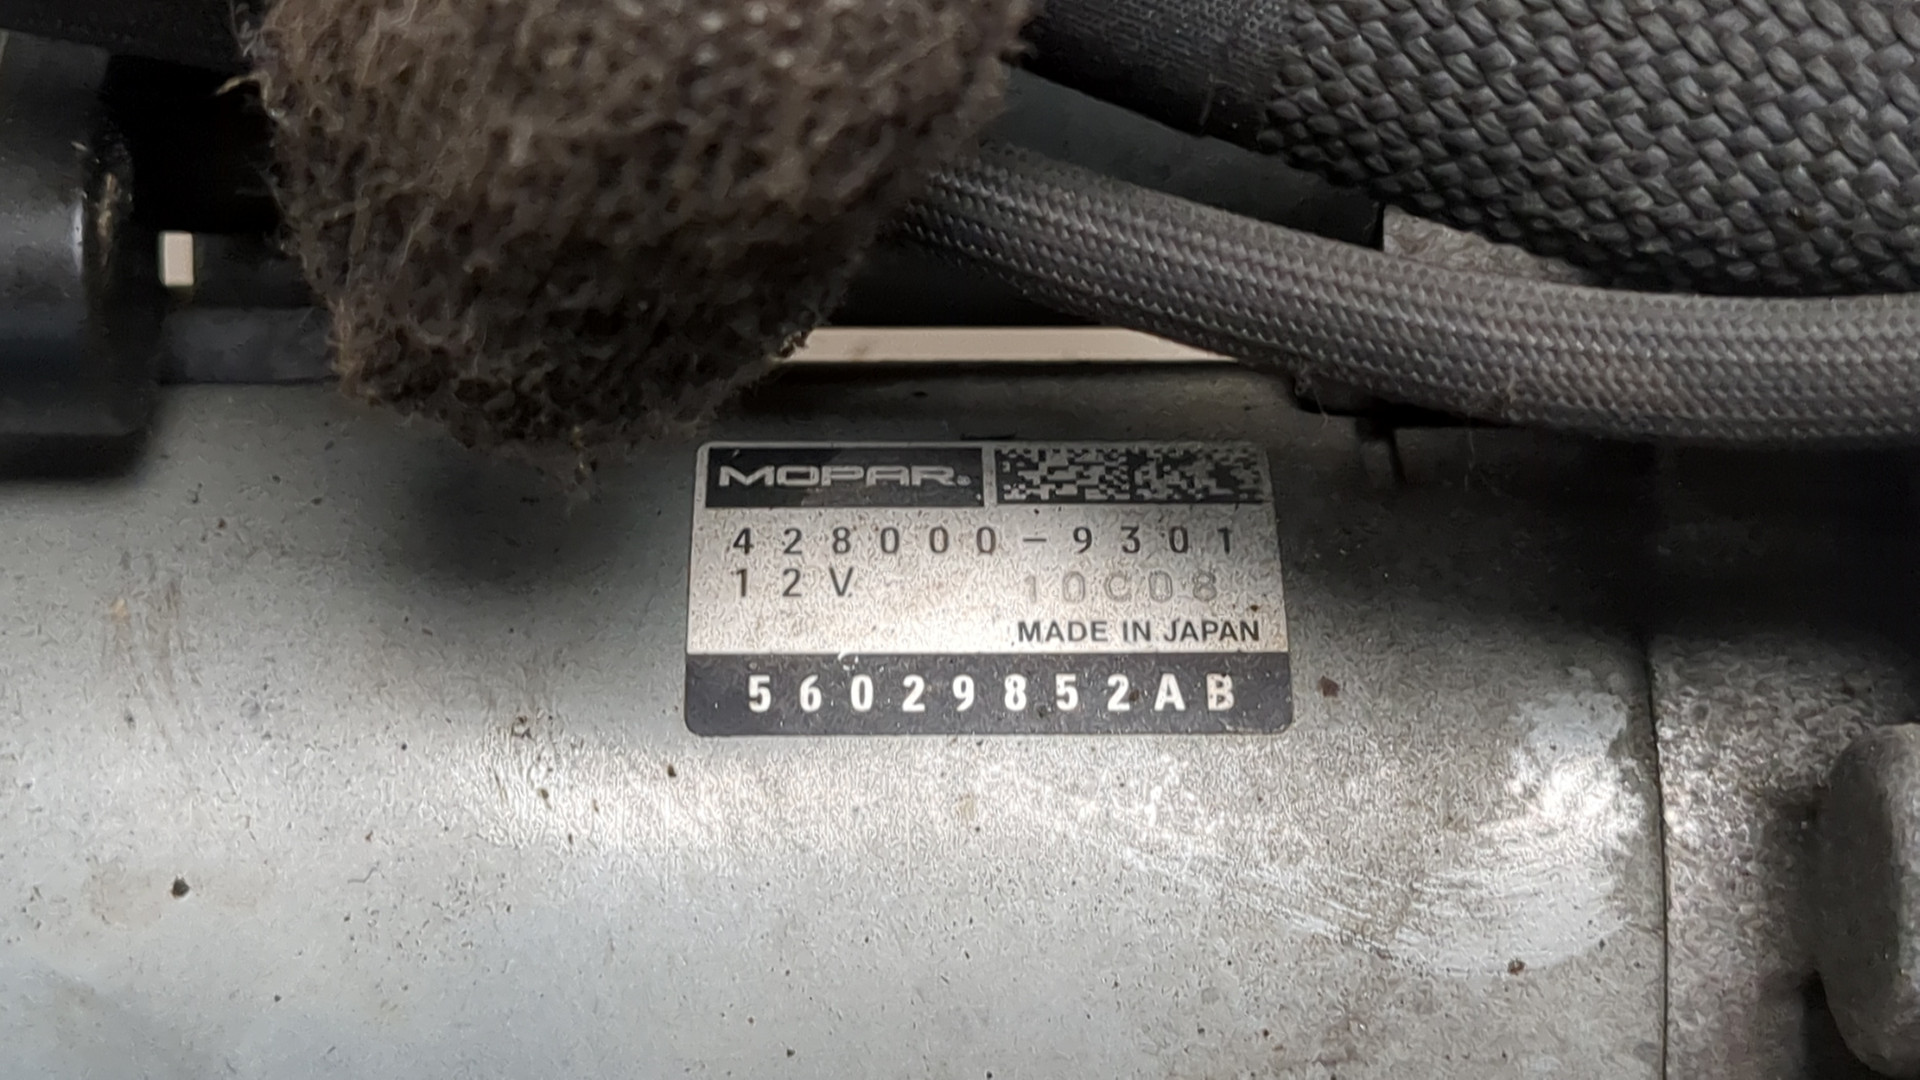 MOPAR®
428000-9301
12V 10C08
MADE IN JAPAN
56029852AB